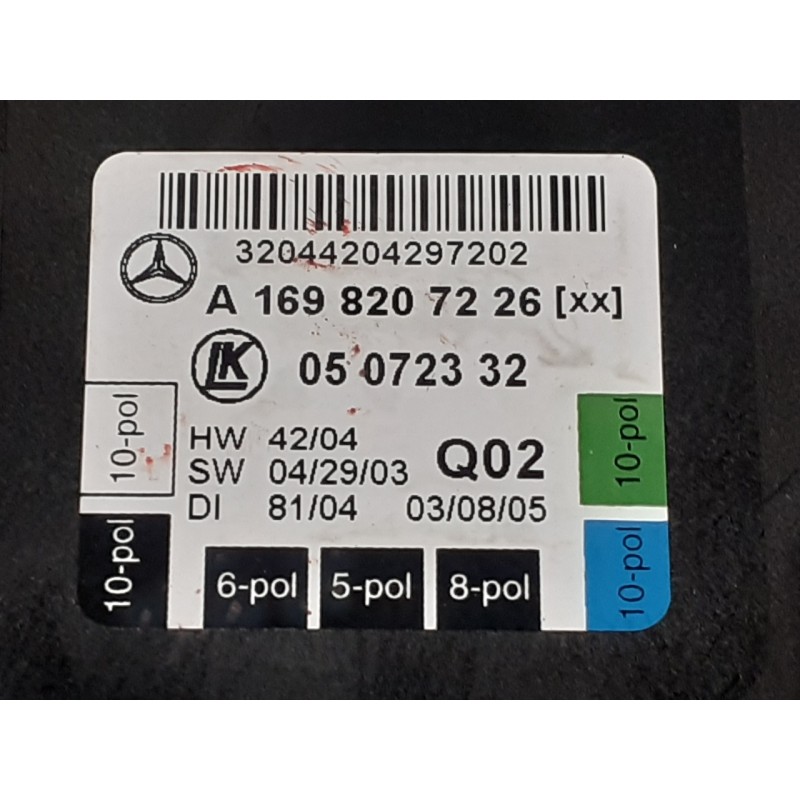 32044204297202
A 169 820 72 26 [xx]
LK 05 0723 32
HW 42/04
SW 04/29/03 Q02
DI 81/04 03/08/05
10-pol
10-pol
6-pol 5-pol 8-pol
10-pol
10-pol